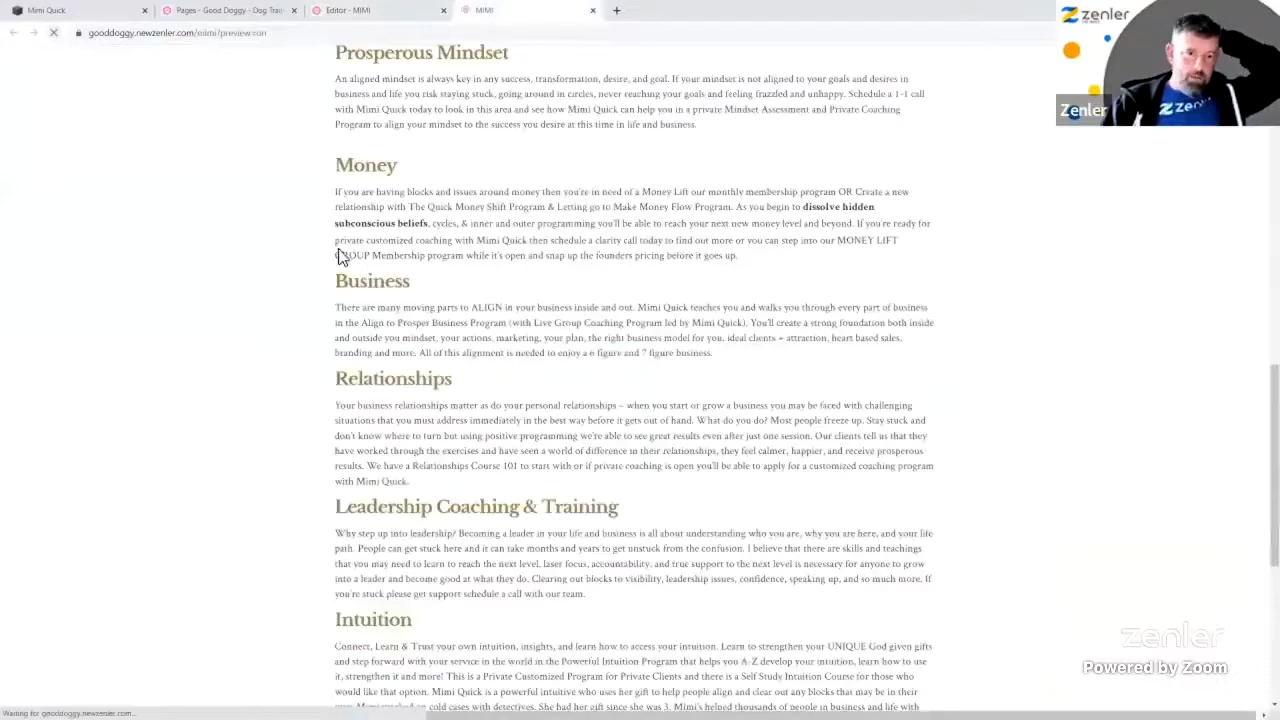 Mimi Quick
Pages - Good Doggy - Dog Trai
Editor - MIMI
MIMI
gooddoggy.newzenler.com/mimi/preview=on
zenler
Zenler
Zenler
Prosperous Mindset
An aligned mindset is always key in any success, transformation, desire, and goal. If your mindset is not aligned to your goals and desires in
business and life you risk staying stuck, going around in circles, never reaching your goals and feeling frazzled and unhappy. Schedule a 1-1 call
with Mimi Quick today to look in this area and see how Mimi Quick can help you in a private Mindset Assessment and Private Coaching
Program to align your mindset to the success you desire at this time in life and business.
Money
If you are having blocks and issues around money then you're in need of a Money Lift our monthly membership program OR Create a new
relationship with The Quick Money Shift Program & Letting go to Make Money Flow Program. As you begin to dissolve hidden
subconscious beliefs, cycles, & inner and outer programming you'll be able to reach your next new money level and beyond. If you're ready for
private customized coaching with Mimi Quick then schedule a clarity call today to find out more or you can step into our MONEY LIFT
GROUP Membership program while it's open and snap up the founders pricing before it goes up.
Business
There are many moving parts to ALIGN in your business inside and out. Mimi Quick teaches you and walks you through every part of business
in the Align to Prosper Business Program (with Live Group Coaching Program led by Mimi Quick). You'll create a strong foundation both inside
and outside you mindset, your actions, marketing, your plan, the right business model for you, ideal clients + attraction, heart based sales,
branding and more. All of this alignment is needed to enjoy a 6 figure and 7 figure business.
Relationships
Your business relationships matter as do your personal relationships – when you start or grow a business you may be faced with challenging
situations that you must address immediately in the best way before it gets out of hand. What do you do? Most people freeze up. Stay stuck and
don't know where to turn but using positive programming we're able to see great results even after just one session. Our clients tell us that they
have worked through the exercises and have seen a world of difference in their relationships, they feel calmer, happier, and receive prosperous
results. We have a Relationships Course 101 to start with or if private coaching is open you'll be able to apply for a customized coaching program
with Mimi Quick.
Leadership Coaching & Training
Why step up into leadership? Becoming a leader in your life and business is all about understanding who you are, why you are here, and your life
path. People can get stuck here and it can take months and years to get unstuck from the confusion. I believe that there are skills and teachings
that you may need to learn to reach the next level, laser focus, accountability, and true support to the next level is necessary for anyone to grow
into a leader and become good at what they do. Clearing out blocks to visibility, leadership issues, confidence, speaking up, and so much more. If
you're stuck please get support schedule a call with our team.
Intuition
Connect, Learn & Trust your own intuition, insights, and learn how to access your intuition. Learn to strengthen your UNIQUE God given gifts
and step forward with your service in the world in the Powerful Intuition Program that helps you A-Z develop your intuition, learn how to use
it, strengthen it and more! This is a Private Customized Program for Private Clients and there is a Self Study Intuition Course for those who
would like that option. Mimi Quick is a powerful intuitive who uses her gift to help people align and clear out any blocks that may be in their
on cold cases with detectives. She had her gift since she was 3. Mimi's helped thousands of people in business and life with
zenler
Powered by Zoom
Waiting for gooddoggy.newzenler.com...